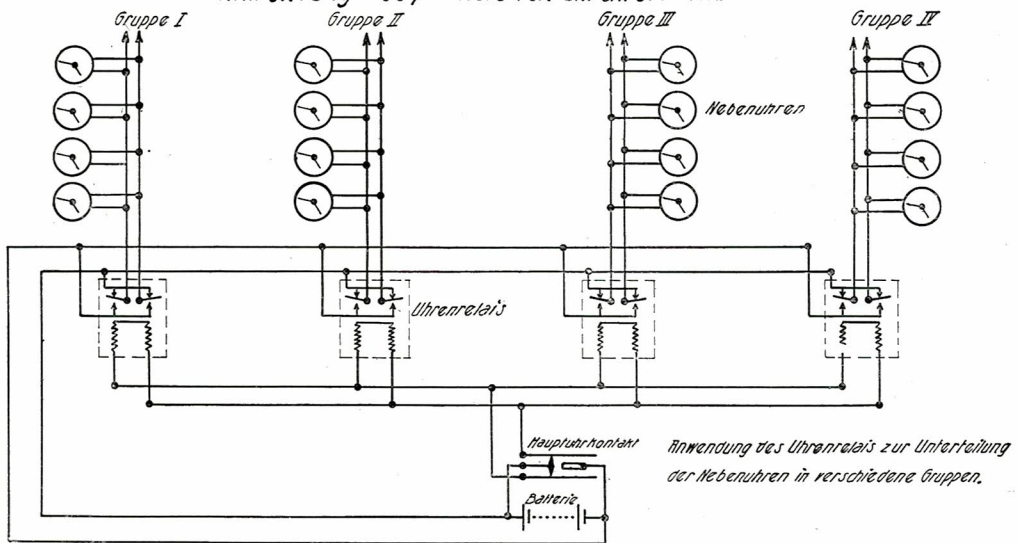 Gruppe I
Gruppe II
Gruppe III
Gruppe IV
Nebenuhren
Uhrenrelais
Hauptuhrkontakt
Batterie
Anwendung des Uhrenrelais zur Unterteilung
der Nebenuhren in verschiedene Gruppen.